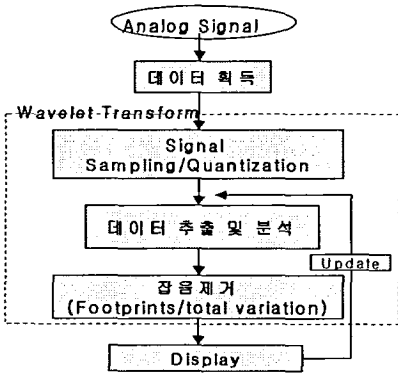 Analog Signal
데이터 획득
Wavelet-Transform
Signal
Sampling/Quantization
데이터 추출 및 분석
Update
잡음제거
(Footprints/total variation)
Display